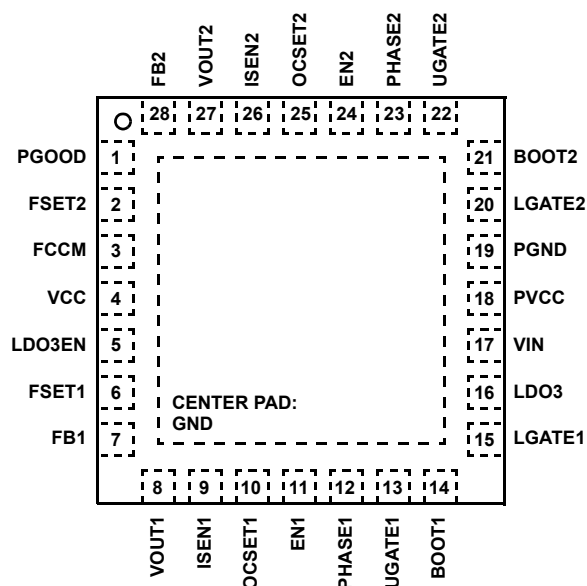 FB2
VOUT2
ISEN2
OCSET2
EN2
PHASE2
UGATE2
28 27 26 25 24 23 22
PGOOD 1 21 BOOT2
FSET2 2 20 LGATE2
FCCM 3 19 PGND
VCC 4 18 PVCC
LDO3EN 5 17 VIN
FSET1 6 16 LDO3
CENTER PAD:
GND
FB1 7 15 LGATE1
8 9 10 11 12 13 14
VOUT1
ISEN1
OCSET1
EN1
PHASE1
UGATE1
BOOT1